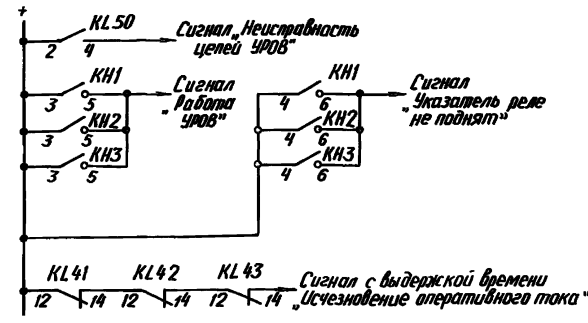 +
KL50
2 4
Сигнал „Неисправность
цепей УРОВ"
KH1
3 5
Сигнал
„Работа
УРОВ"
KH2
3 5
KH3
3 5
KH1
4 6
Сигнал
„Указатель реле
не поднят"
KH2
4 6
KH3
4 6
KL41 KL42 KL43
12 14 12 14 12 14
Сигнал с выдержкой времени
„Исчезновение оперативного тока"